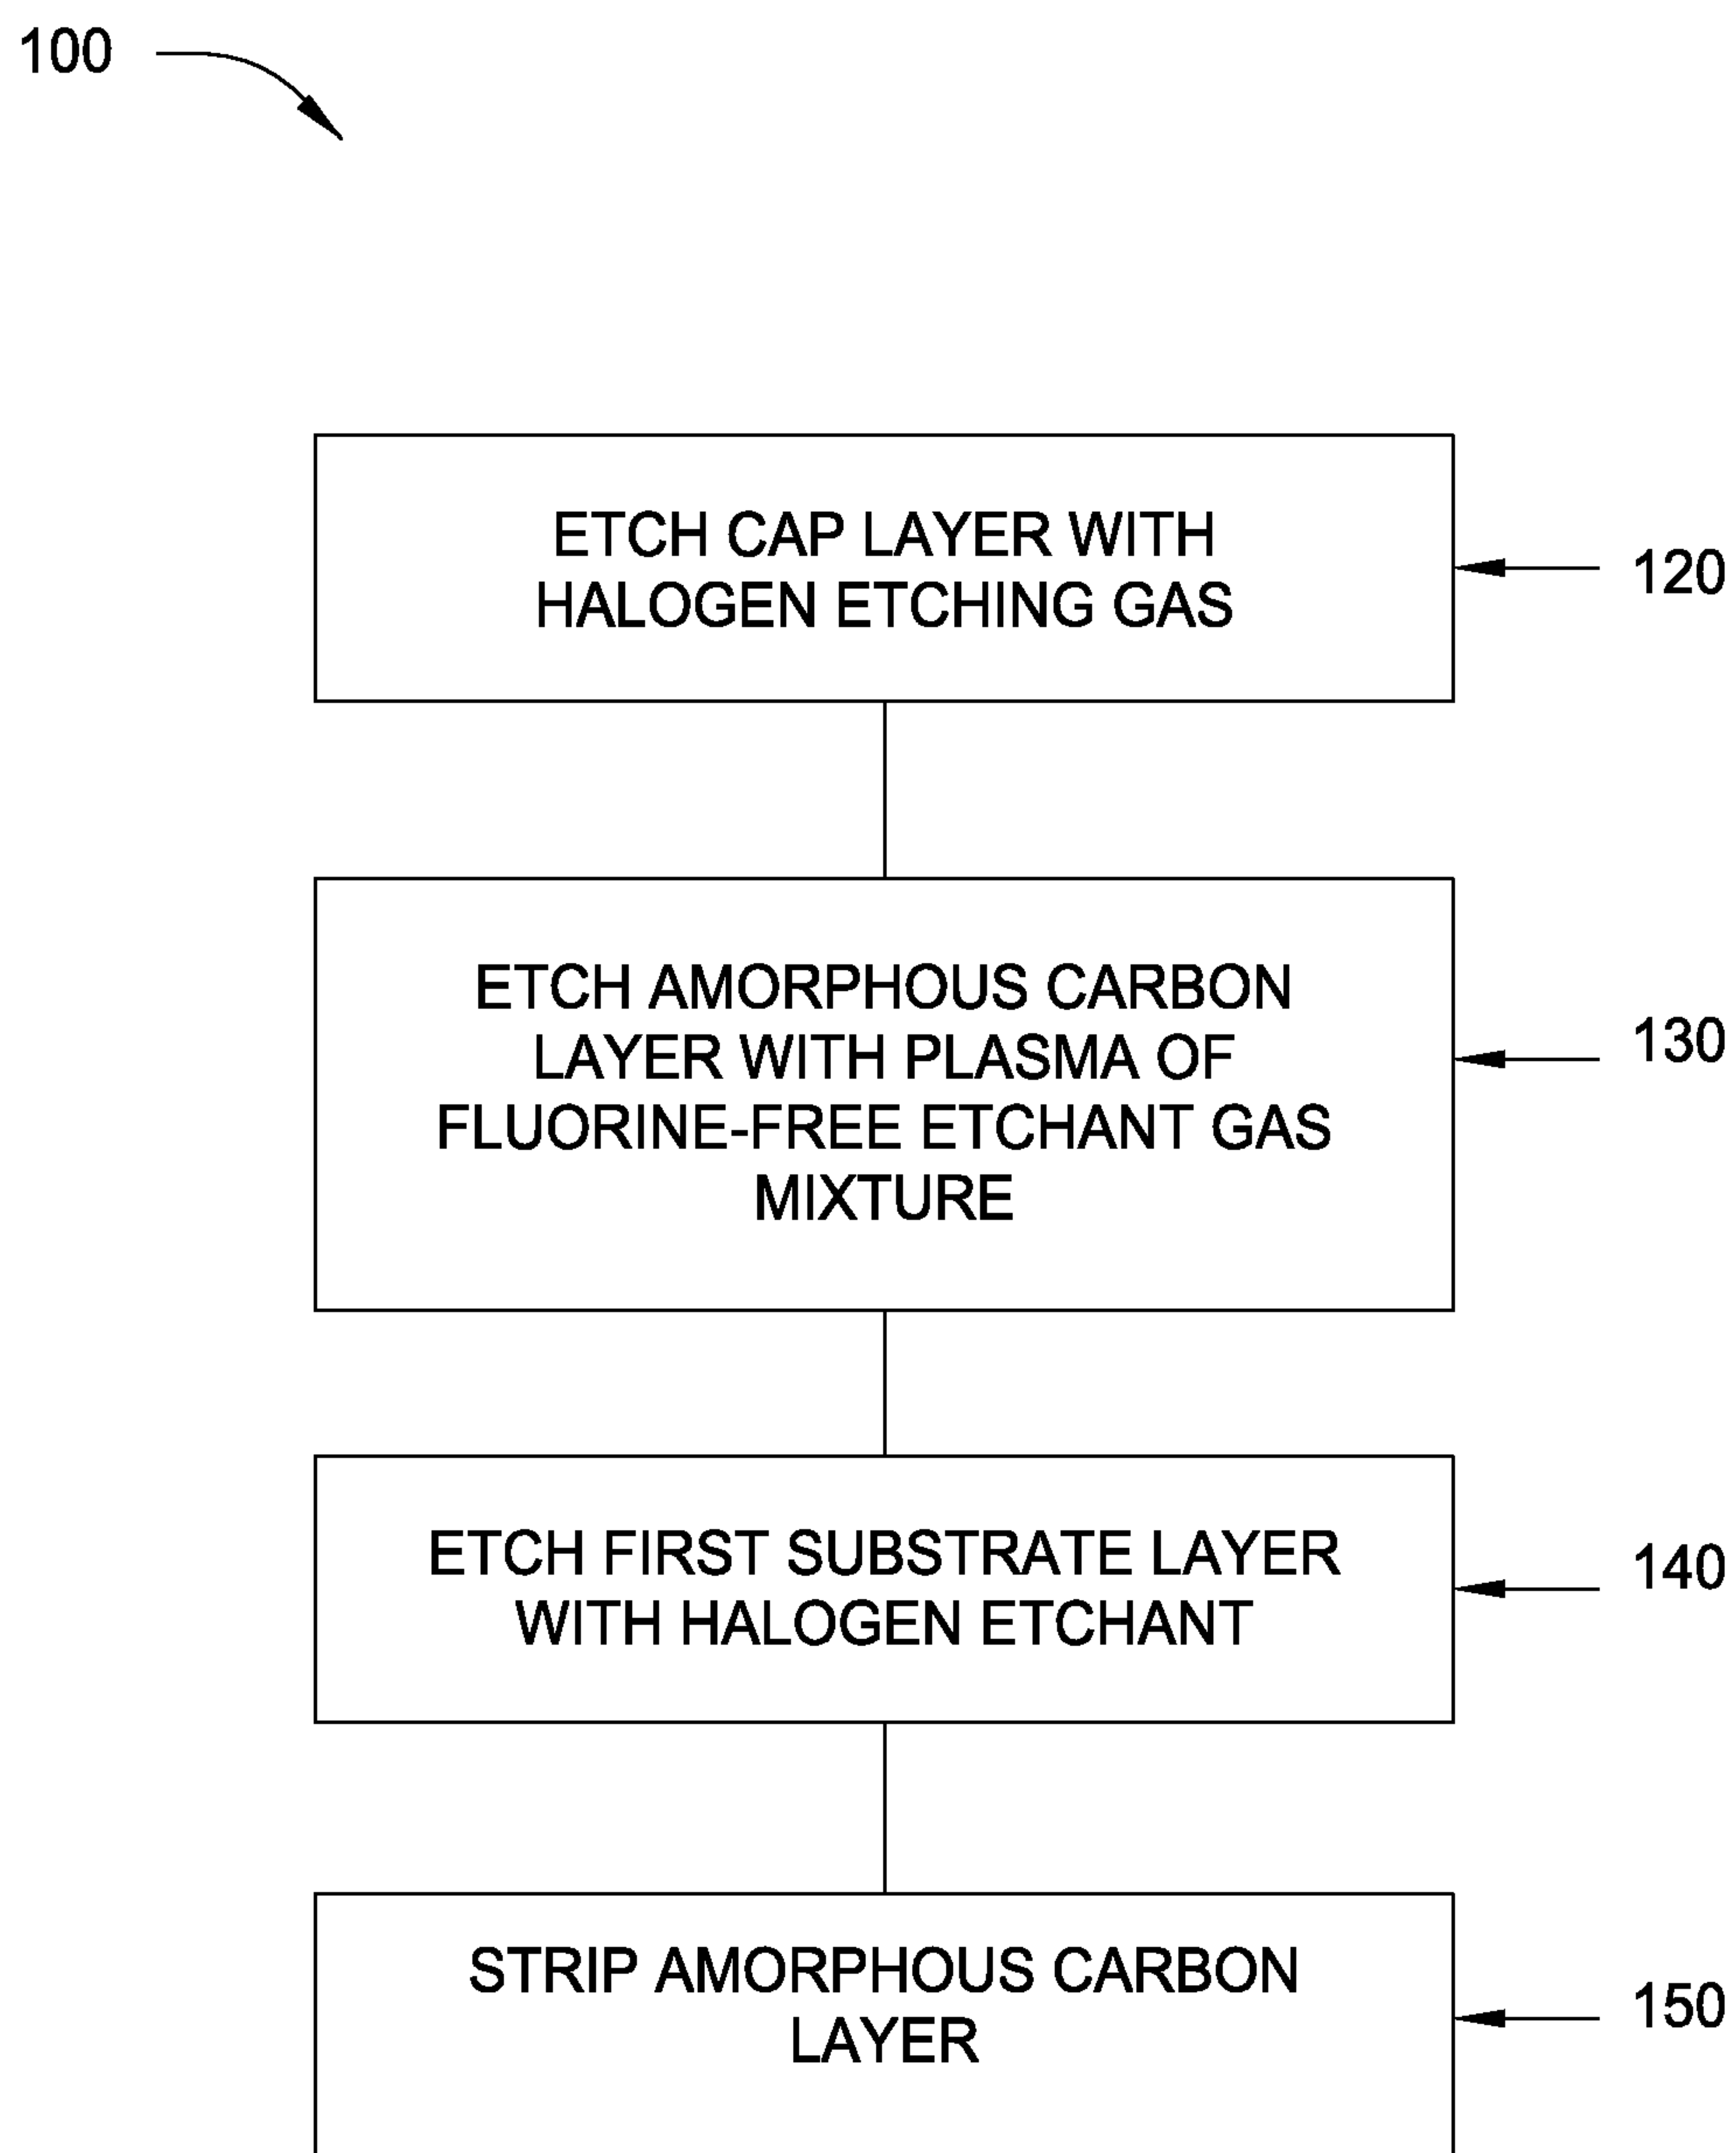 100
ETCH CAP LAYER WITH
HALOGEN ETCHING GAS
120
ETCH AMORPHOUS CARBON
LAYER WITH PLASMA OF
FLUORINE-FREE ETCHANT GAS
MIXTURE
130
ETCH FIRST SUBSTRATE LAYER
WITH HALOGEN ETCHANT
140
STRIP AMORPHOUS CARBON
LAYER
150